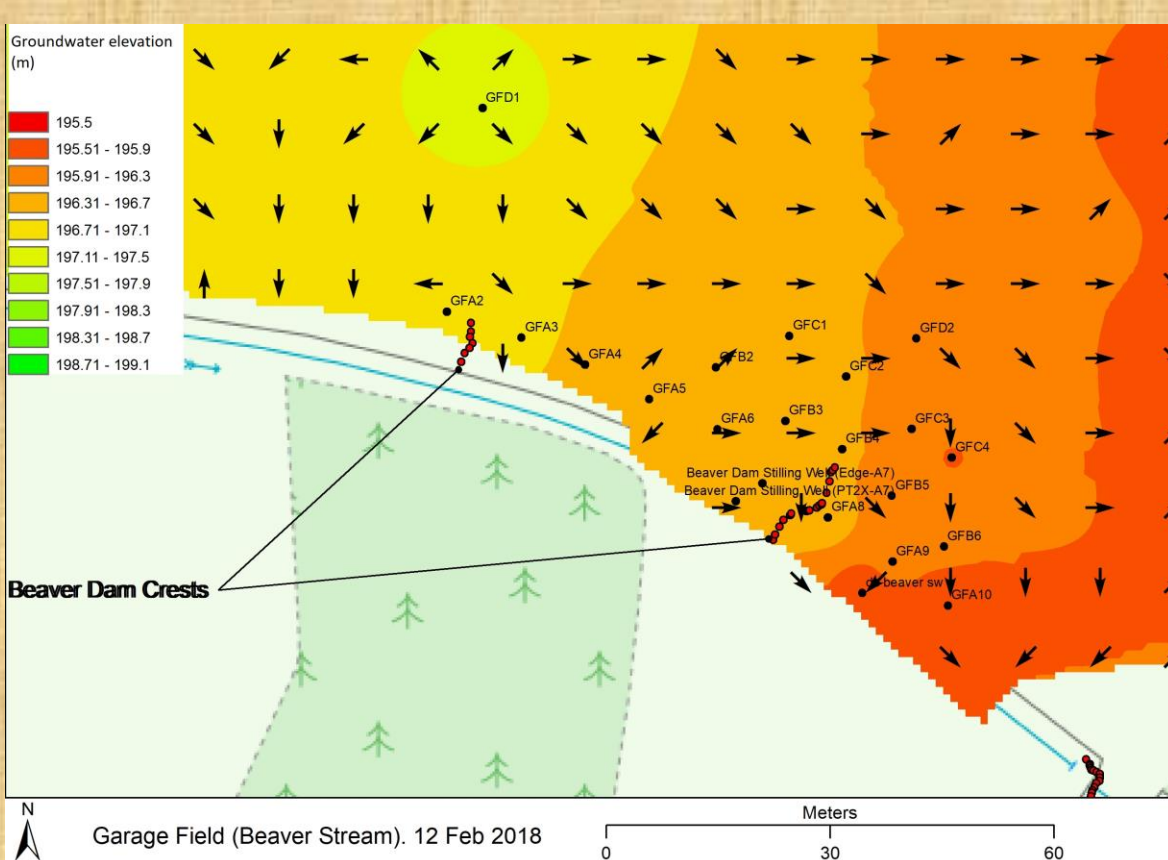 Groundwater elevation
(m)
195.5
195.51 - 195.9
195.91 - 196.3
196.31 - 196.7
196.71 - 197.1
197.11 - 197.5
197.51 - 197.9
197.91 - 198.3
198.31 - 198.7
198.71 - 199.1
GFD1
GFA2
GFA3
GFA4
GFC1
GFD2
GFB2
GFC2
GFA5
GFA6
GFB3
GFC3
GFB4
GFC4
Beaver Dam Stilling Well (Edge-A7)
Beaver Dam Stilling Well (PT2X-A7)
GFB5
GFA8
GFB6
GFA9
beaver sw
GFA10
Beaver Dam Crests
N
Garage Field (Beaver Stream). 12 Feb 2018
Meters
0 30 60